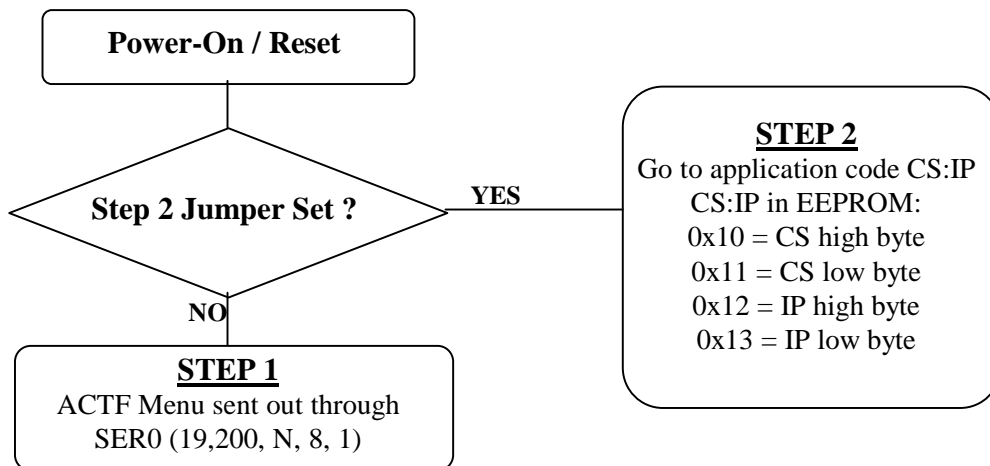 Power-On / Reset
Step 2 Jumper Set ?
YES
STEP 2
Go to application code CS:IP
CS:IP in EEPROM:
0x10 = CS high byte
0x11 = CS low byte
0x12 = IP high byte
0x13 = IP low byte
NO
STEP 1
ACTF Menu sent out through
SER0 (19,200, N, 8, 1)